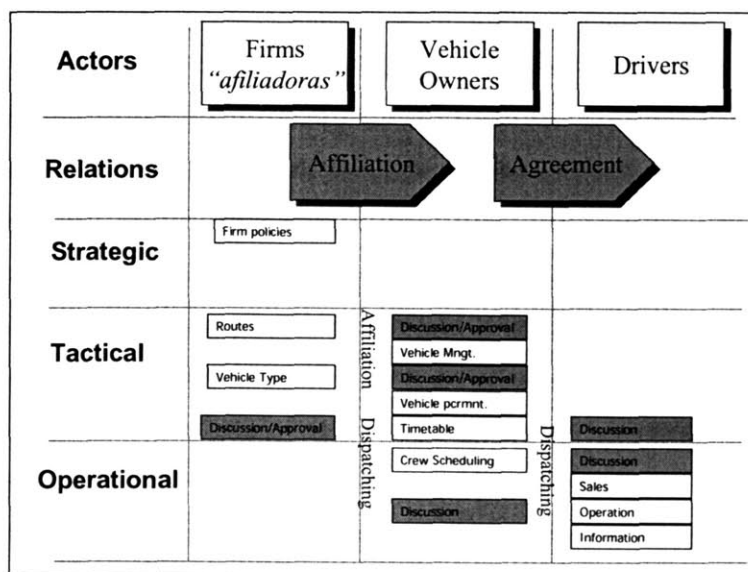 Actors
Firms
"afiliadoras"
Vehicle
Owners
Drivers
Relations
Affiliation
Agreement
Strategic
Firm policies
Tactical
Routes
Affiliation
Discussion/Approval
Vehicle Mngt.
Vehicle Type
Discussion/Approval
Vehicle pcrmnt.
Discussion/Approval
Dispatching
Timetable
Dispatching
Discussion
Operational
Crew Scheduling
Discussion
Sales
Discussion
Operation
Information